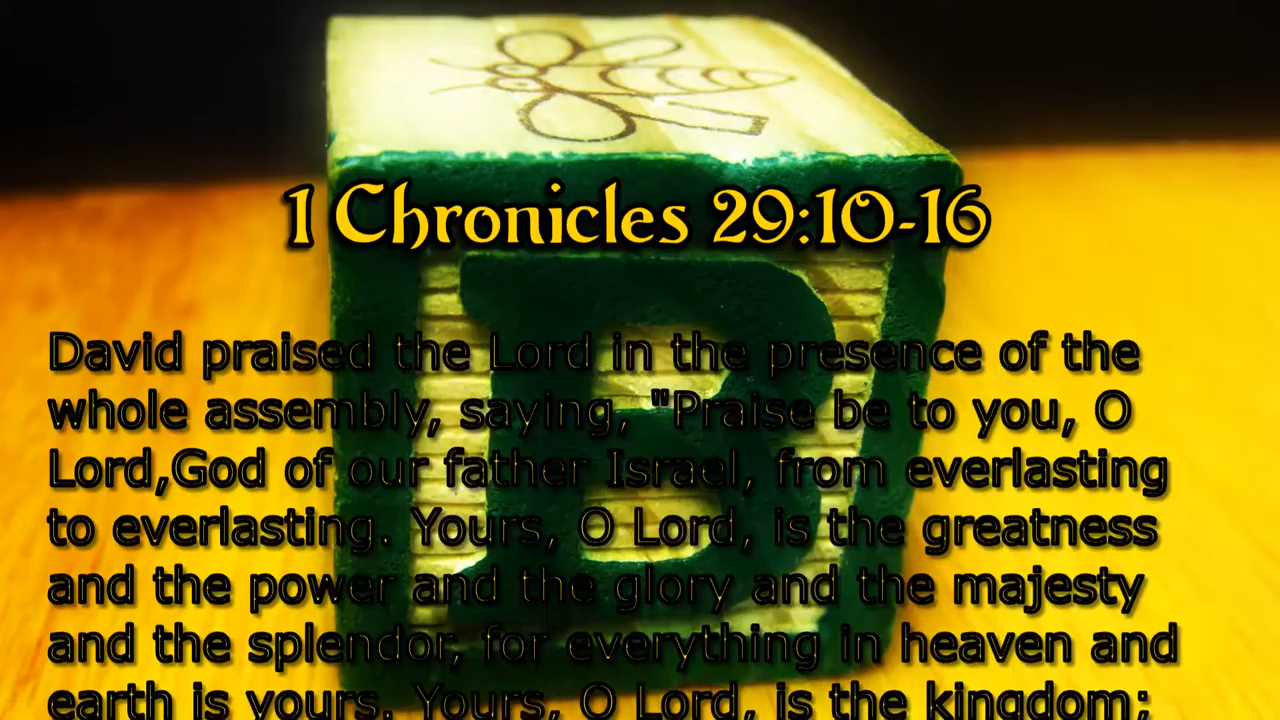 1 Chronicles 29:10-16
David praised the Lord in the presence of the
whole assembly, saying, "Praise be to you, O
Lord,God of our father Israel, from everlasting
to everlasting. Yours, O Lord, is the greatness
and the power and the glory and the majesty
and the splendor, for everything in heaven and
earth is yours. Yours, O Lord, is the kingdom;
B